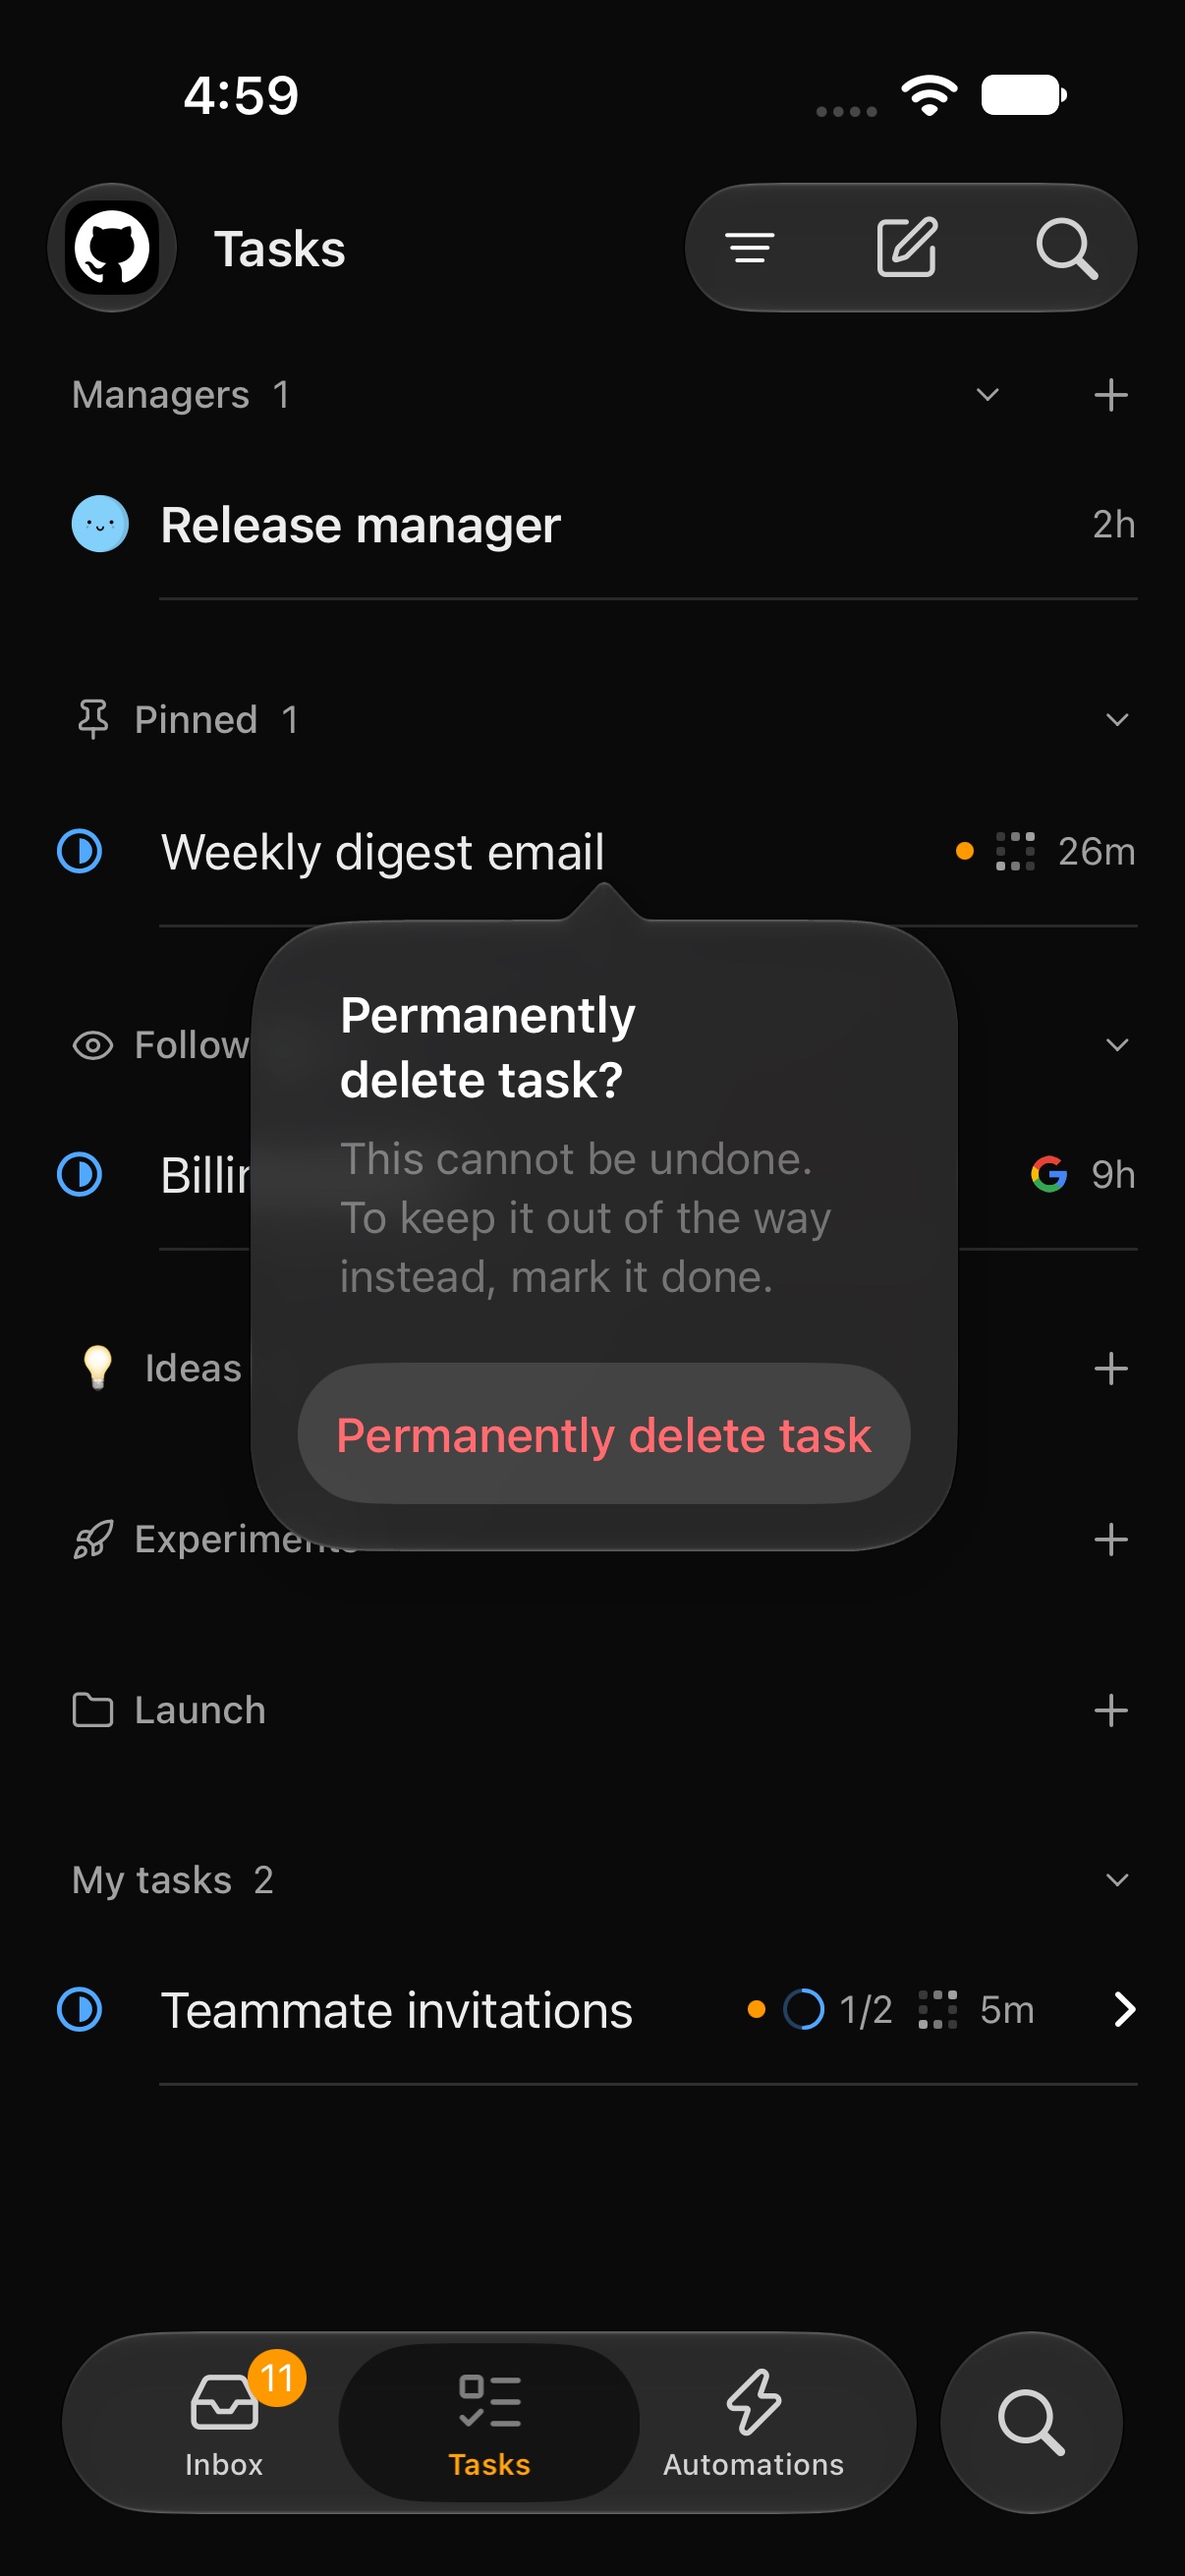 4:59
Tasks
Managers 1
Release manager 2h
Pinned 1
Weekly digest email 26m
Permanently
delete task?
This cannot be undone.
To keep it out of the way
instead, mark it done.
Permanently delete task
9h
Ideas
Launch
My tasks 2
Teammate invitations 1/2 5m
11
Inbox
Tasks
Automations